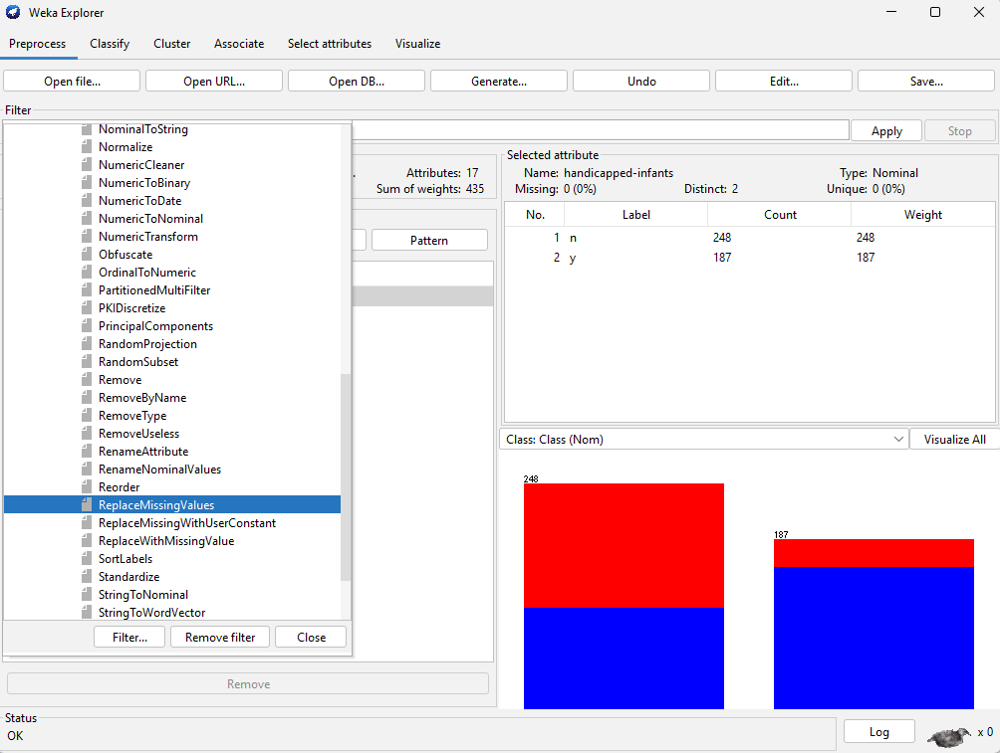 Weka Explorer
Preprocess Classify Cluster Associate Select attributes Visualize
Open file... Open URL... Open DB... Generate... Undo Edit... Save...
Filter
Apply Stop
NominalToString
Normalize
NumericCleaner
NumericToBinary
NumericToDate
NumericToNominal
NumericTransform
Obfuscate
OrdinalToNumeric
PartitionedMultiFilter
PKIDiscretize
PrincipalComponents
RandomProjection
RandomSubset
Remove
RemoveByName
RemoveType
RemoveUseless
RenameAttribute
RenameNominalValues
Reorder
ReplaceMissingValues
ReplaceMissingWithUserConstant
ReplaceWithMissingValue
SortLabels
Standardize
StringToNominal
StringToWordVector
Filter... Remove filter Close
Attributes: 17
Sum of weights: 435
Pattern
Remove
Selected attribute
Name: handicapped-infants Type: Nominal
Missing: 0 (0%) Distinct: 2 Unique: 0 (0%)
No. Label Count Weight
1 n 248 248
2 y 187 187
Class: Class (Nom) Visualize All
248
187
Status
OK
Log x 0